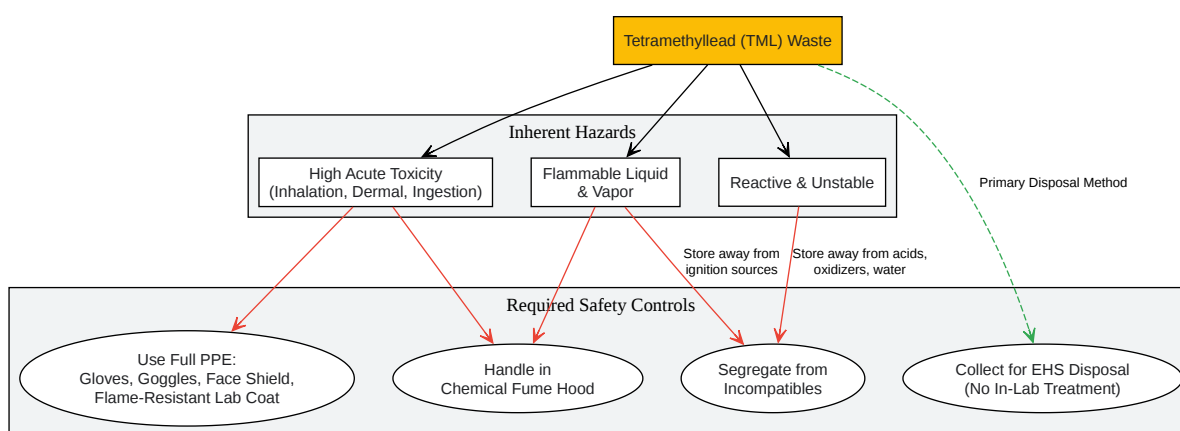 Tetramethyllead (TML) Waste
Inherent Hazards
High Acute Toxicity
(Inhalation, Dermal, Ingestion)
Flammable Liquid
& Vapor
Reactive & Unstable
Primary Disposal Method
Store away from
ignition sources
Store away from acids,
oxidizers, water
Required Safety Controls
Use Full PPE:
Gloves, Goggles, Face Shield,
Flame-Resistant Lab Coat
Handle in
Chemical Fume Hood
Segregate from
Incompatibles
Collect for EHS Disposal
(No In-Lab Treatment)